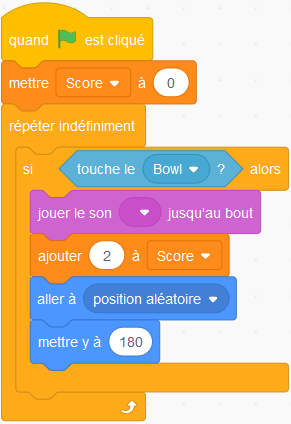 quand est cliqué
mettre Score à 0
répéter indéfiniment
si touche le Bowl ? alors
jouer le son jusqu'au bout
ajouter 2 à Score
aller à position aléatoire
mettre y à 180